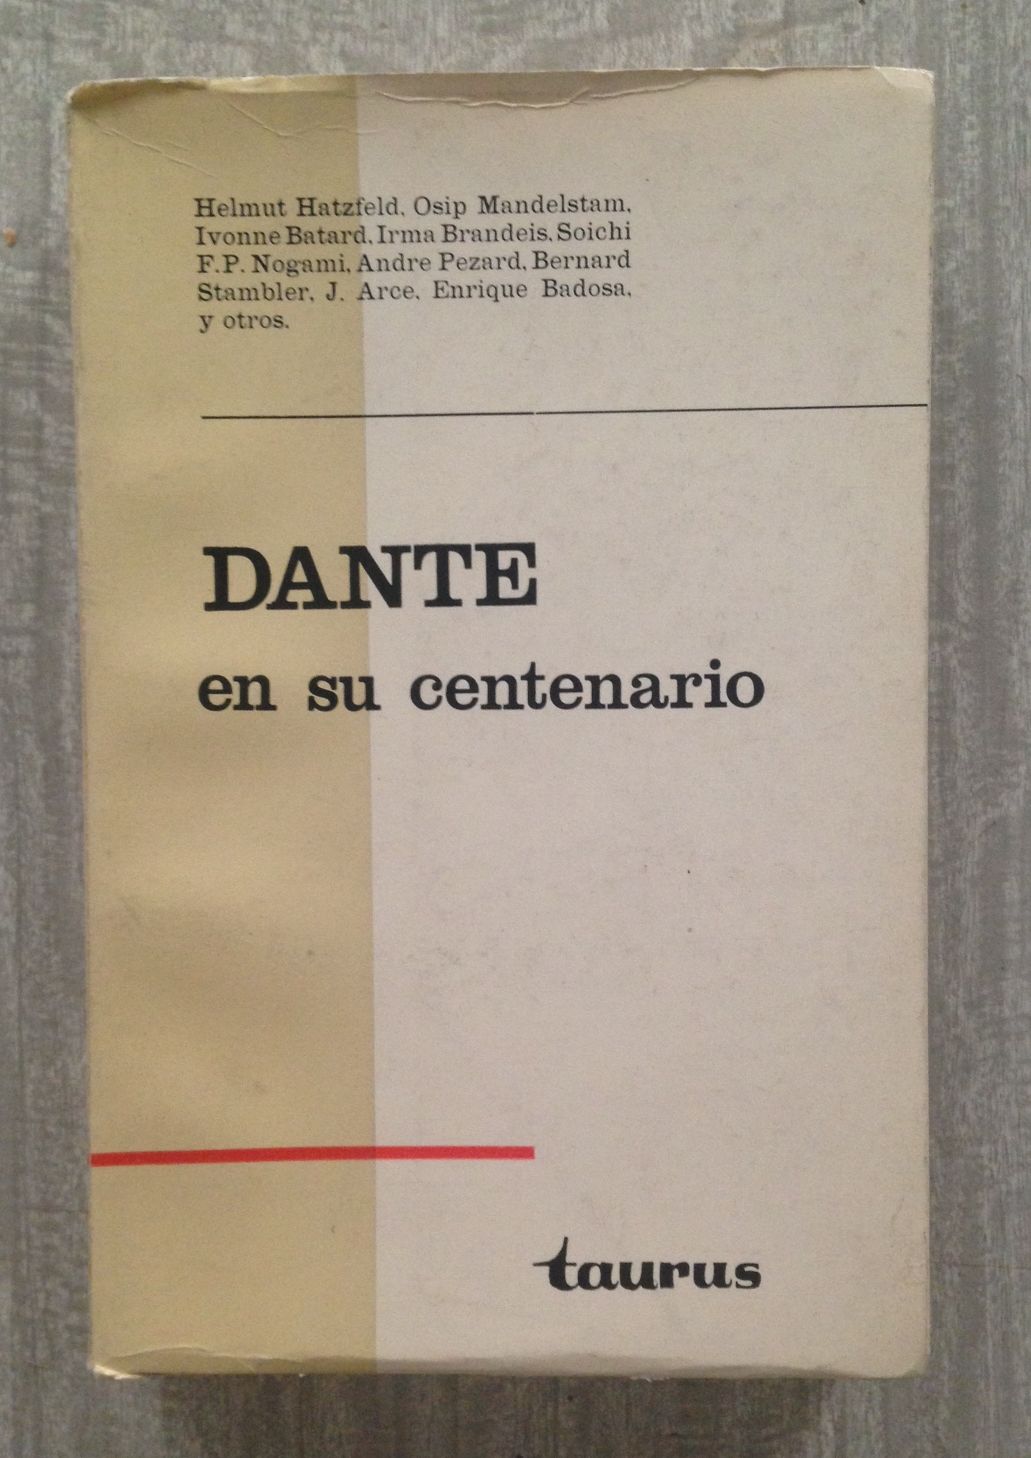 Helmut Hatzfeld, Osip Mandelstam,
Ivonne Batard, Irma Brandeis, Soichi
F.P. Nogami, Andre Pezard, Bernard
Stambler, J. Arce, Enrique Badosa,
y otros.
DANTE
en su centenario
taurus